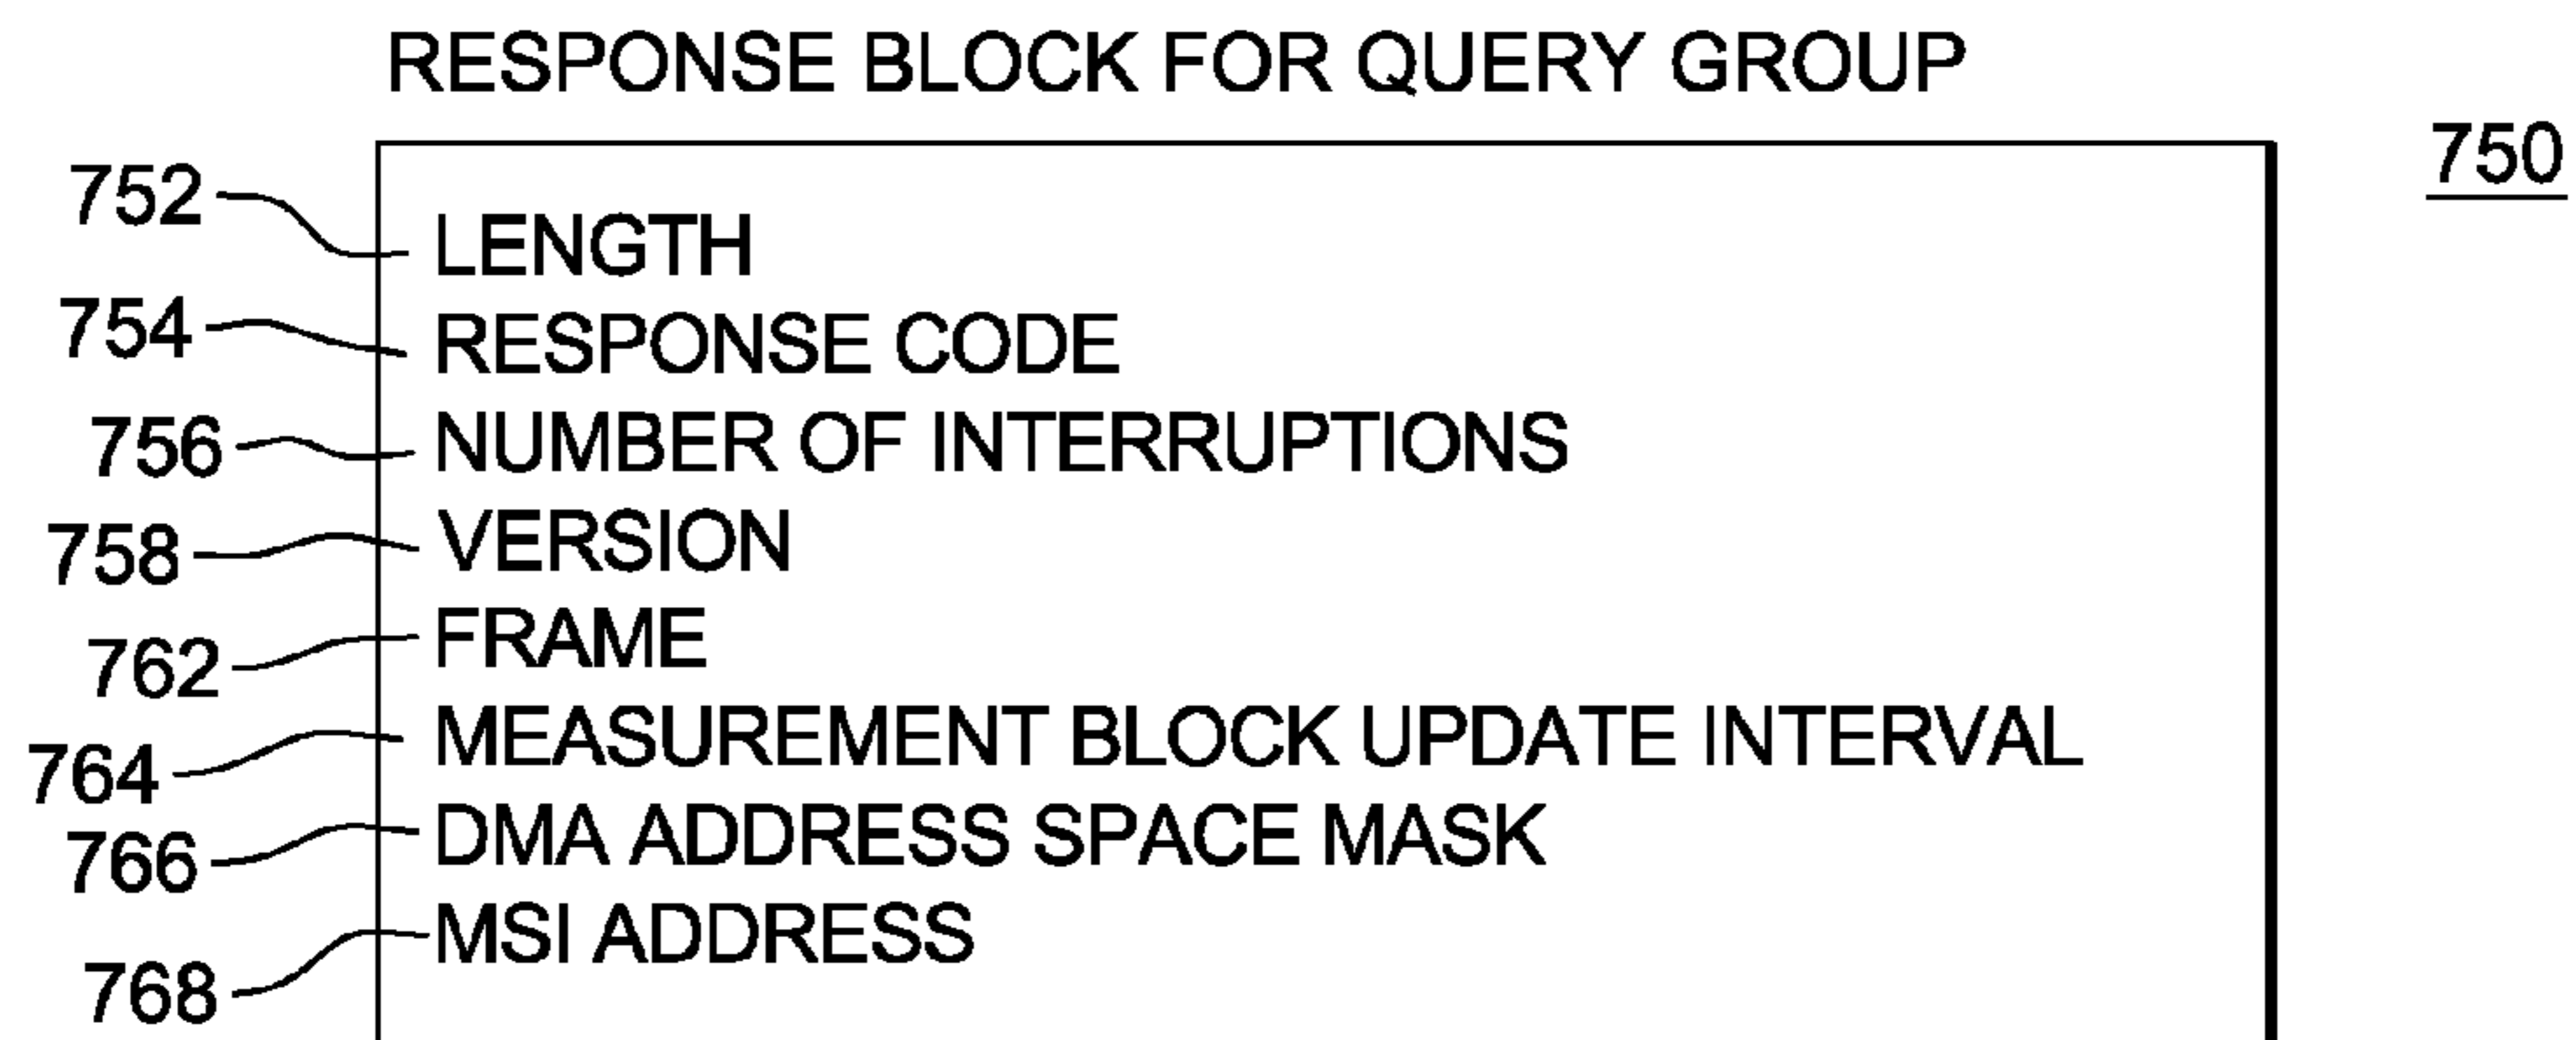 RESPONSE BLOCK FOR QUERY GROUP
750
752 LENGTH
754 RESPONSE CODE
756 NUMBER OF INTERRUPTIONS
758 VERSION
762 FRAME
764 MEASUREMENT BLOCK UPDATE INTERVAL
766 DMA ADDRESS SPACE MASK
768 MSI ADDRESS